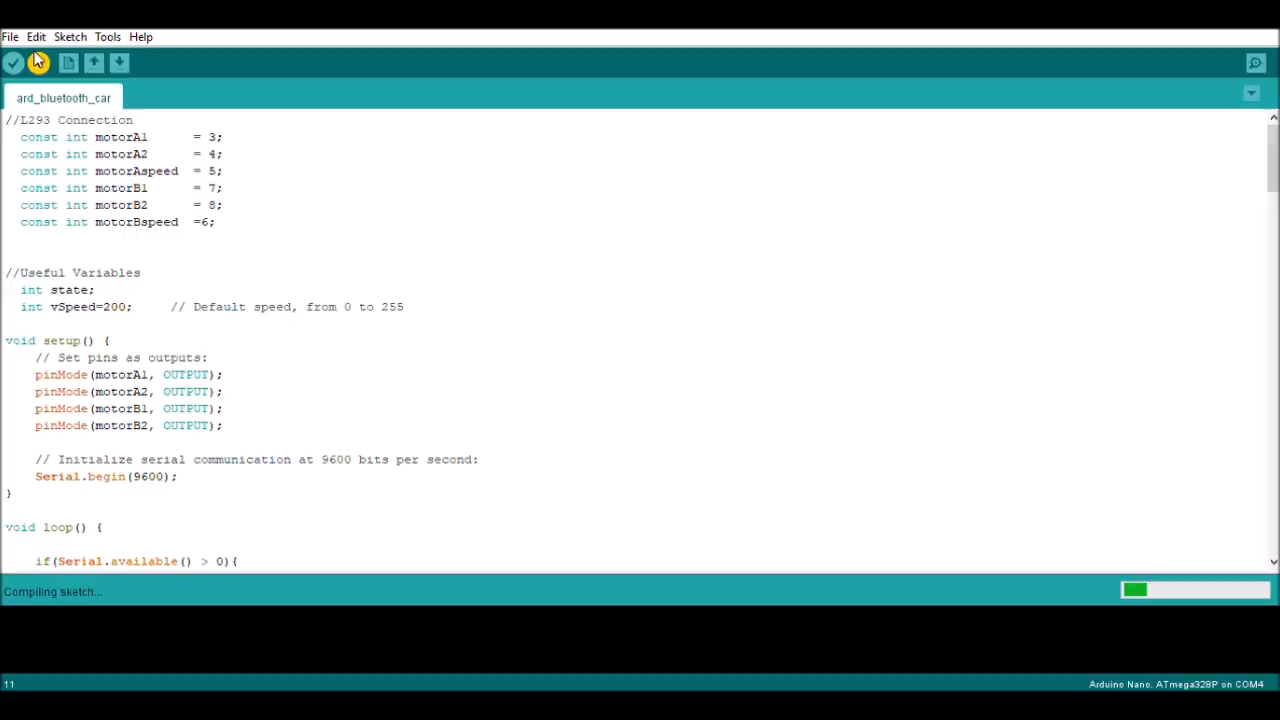 File Edit Sketch Tools Help
ard_bluetooth_car
//L293 Connection
const int motorA1 = 3;
const int motorA2 = 4;
const int motorAspeed = 5;
const int motorB1 = 7;
const int motorB2 = 8;
const int motorBspeed =6;
//Useful Variables
int state;
int vSpeed=200; // Default speed, from 0 to 255
void setup() {
// Set pins as outputs:
pinMode(motorA1, OUTPUT);
pinMode(motorA2, OUTPUT);
pinMode(motorB1, OUTPUT);
pinMode(motorB2, OUTPUT);
// Initialize serial communication at 9600 bits per second:
Serial.begin(9600);
}
void loop() {
if(Serial.available() > 0){
Compiling sketch...
11 Arduino Nano, ATmega328P on COM4